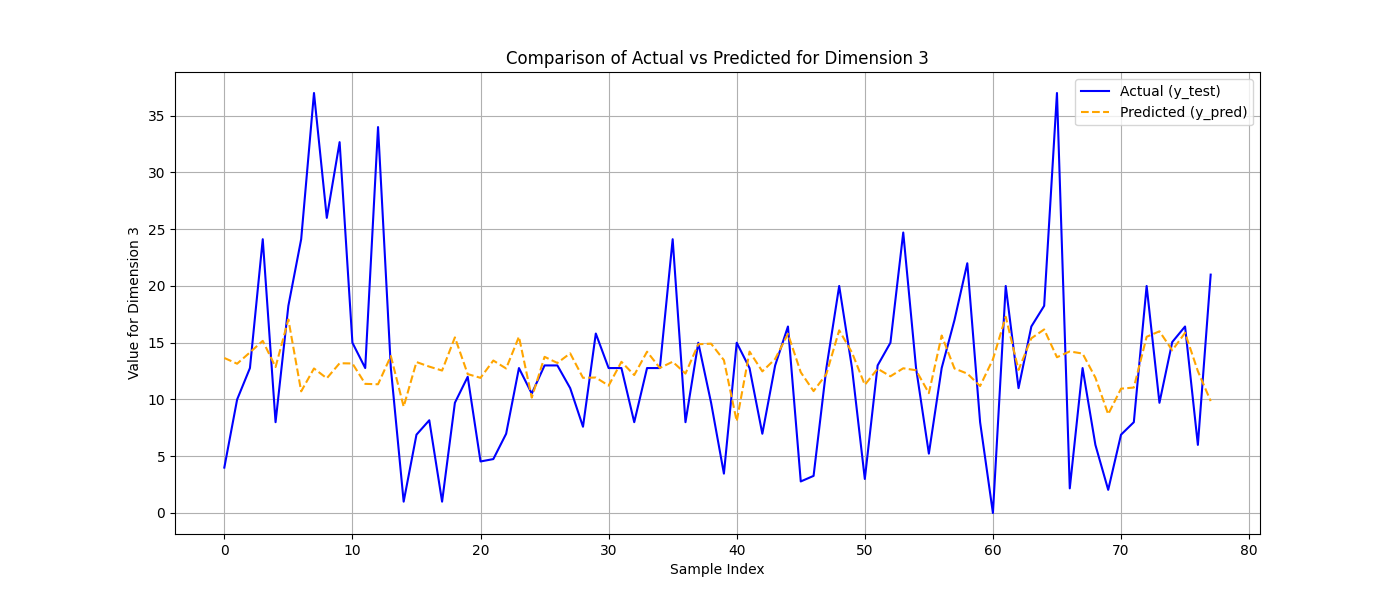 Comparison of Actual vs Predicted for Dimension 3
Actual (y_test)
Predicted (y_pred)
Value for Dimension 3
35
30
25
20
15
10
5
0
0 10 20 30 40 50 60 70 80
Sample Index